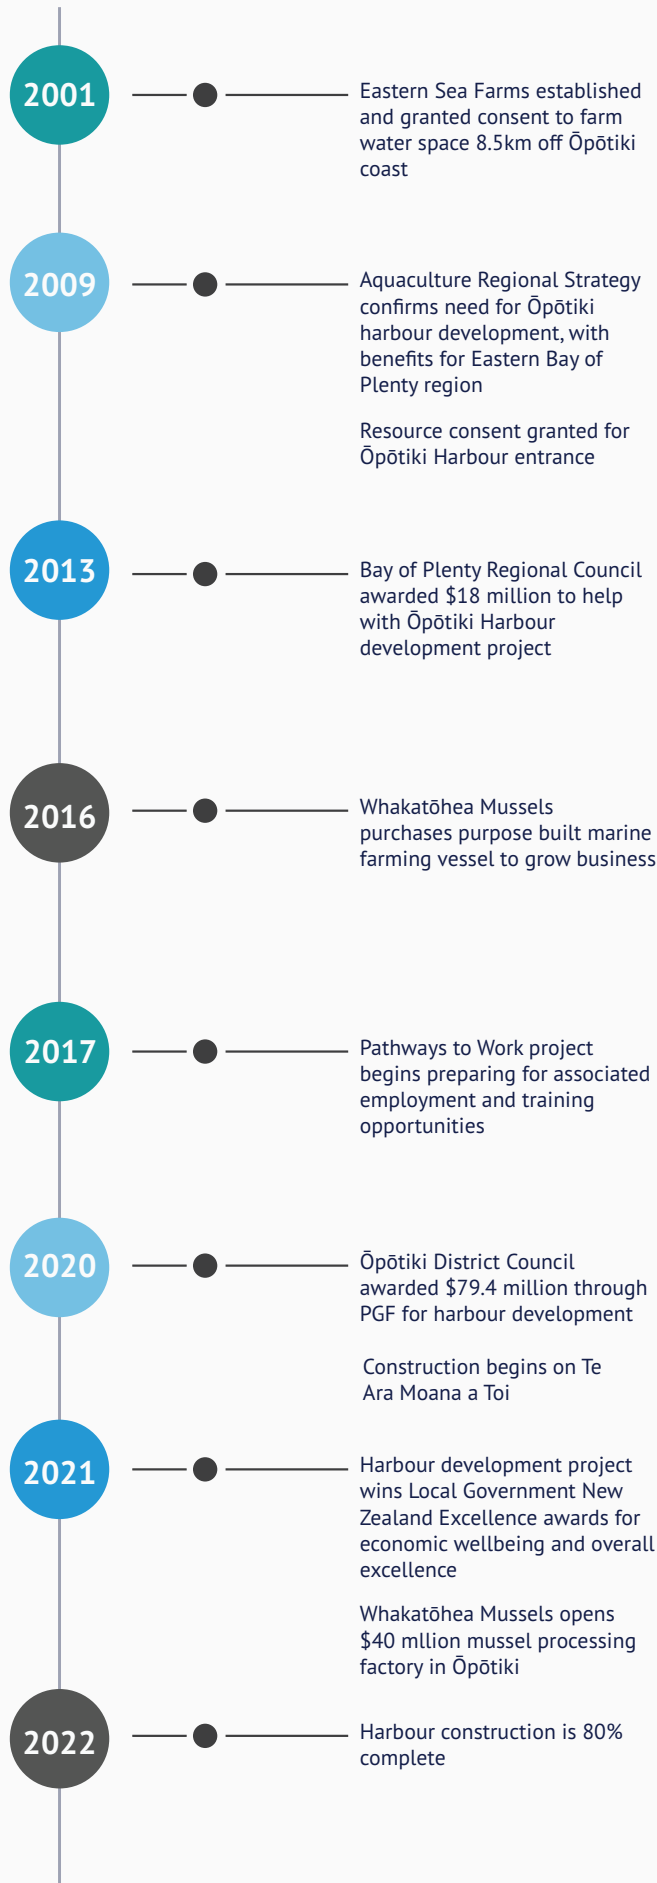 2001
Eastern Sea Farms established
and granted consent to farm
water space 8.5km off Ōpōtiki
coast
2009
Aquaculture Regional Strategy
confirms need for Ōpōtiki
harbour development, with
benefits for Eastern Bay of
Plenty region
Resource consent granted for
Ōpōtiki Harbour entrance
2013
Bay of Plenty Regional Council
awarded $18 million to help
with Ōpōtiki Harbour
development project
2016
Whakatōhea Mussels
purchases purpose built marine
farming vessel to grow business
2017
Pathways to Work project
begins preparing for associated
employment and training
opportunities
2020
Ōpōtiki District Council
awarded $79.4 million through
PGF for harbour development
Construction begins on Te
Ara Moana a Toi
2021
Harbour development project
wins Local Government New
Zealand Excellence awards for
economic wellbeing and overall
excellence
Whakatōhea Mussels opens
$40 mllion mussel processing
factory in Ōpōtiki
2022
Harbour construction is 80%
complete